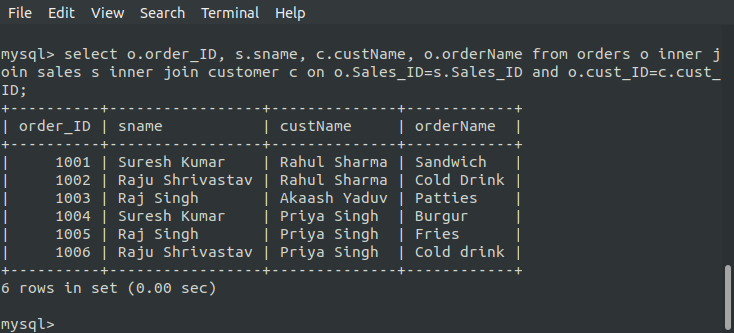 File Edit View Search Terminal Help
mysql> select o.order_ID, s.sname, c.custName, o.orderName from orders o inner j
oin sales s inner join customer c on o.Sales_ID=s.Sales_ID and o.cust_ID=c.cust_
ID;
+----------+-----------------+--------------+------------+
| order_ID | sname           | custName     | orderName  |
+----------+-----------------+--------------+------------+
|     1001 | Suresh Kumar    | Rahul Sharma | Sandwich   |
|     1002 | Raju Shrivastav | Rahul Sharma | Cold Drink |
|     1003 | Raj Singh       | Akaash Yaduv | Patties    |
|     1004 | Suresh Kumar    | Priya Singh  | Burgur     |
|     1005 | Raj Singh       | Priya Singh  | Fries      |
|     1006 | Raju Shrivastav | Priya Singh  | Cold drink |
+----------+-----------------+--------------+------------+
6 rows in set (0.00 sec)
mysql>